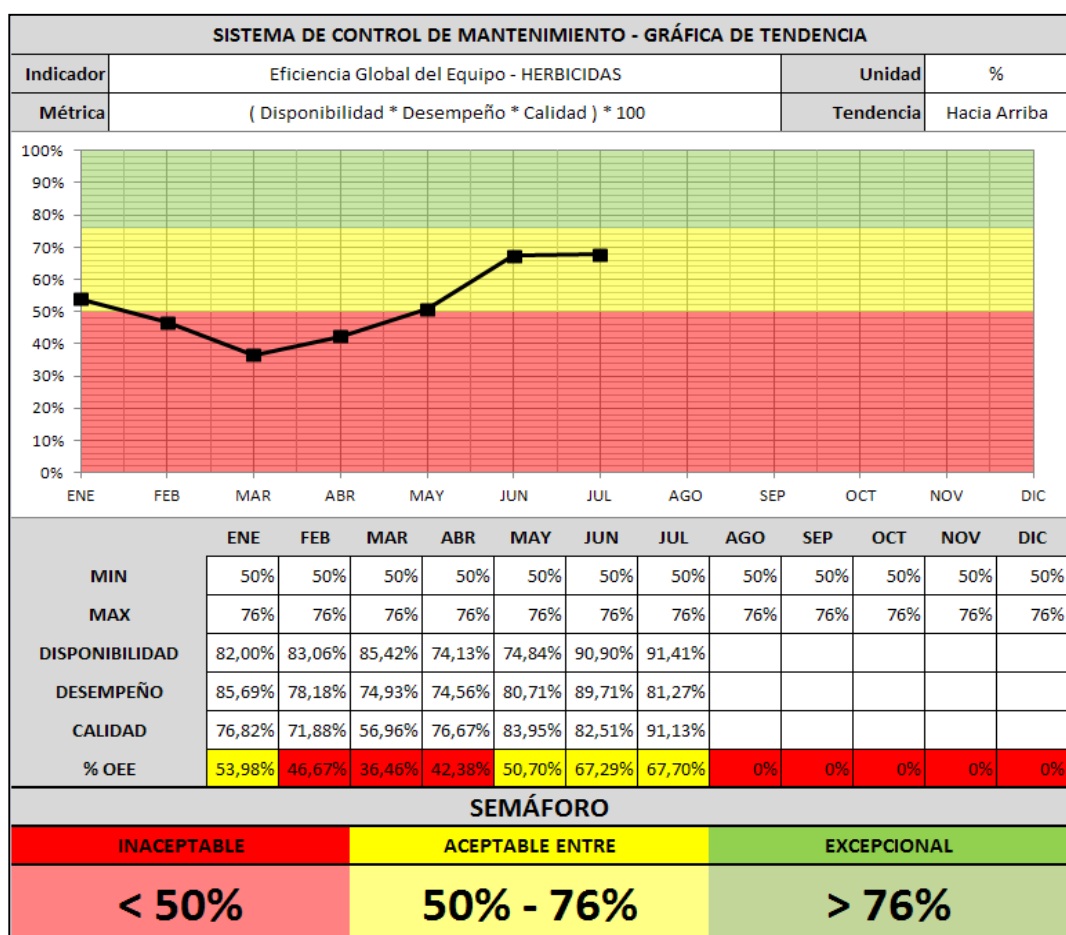 SISTEMA DE CONTROL DE MANTENIMIENTO - GRÁFICA DE TENDENCIA
Indicador Eficiencia Global del Equipo - HERBICIDAS Unidad %
Métrica ( Disponibilidad * Desempeño * Calidad ) * 100 Tendencia Hacia Arriba
100%
90%
80%
70%
60%
50%
40%
30%
20%
10%
0%
ENE FEB MAR ABR MAY JUN JUL AGO SEP OCT NOV DIC
ENE FEB MAR ABR MAY JUN JUL AGO SEP OCT NOV DIC
MIN 50% 50% 50% 50% 50% 50% 50% 50% 50% 50% 50% 50%
MAX 76% 76% 76% 76% 76% 76% 76% 76% 76% 76% 76% 76%
DISPONIBILIDAD 82,00% 83,06% 85,42% 74,13% 74,84% 90,90% 91,41%
DESEMPEÑO 85,69% 78,18% 74,93% 74,56% 80,71% 89,71% 81,27%
CALIDAD 76,82% 71,88% 56,96% 76,67% 83,95% 82,51% 91,13%
% OEE 53,98% 46,67% 36,46% 42,38% 50,70% 67,29% 67,70% 0% 0% 0% 0% 0%
SEMÁFORO
INACEPTABLE ACEPTABLE ENTRE EXCEPCIONAL
< 50% 50% - 76% > 76%